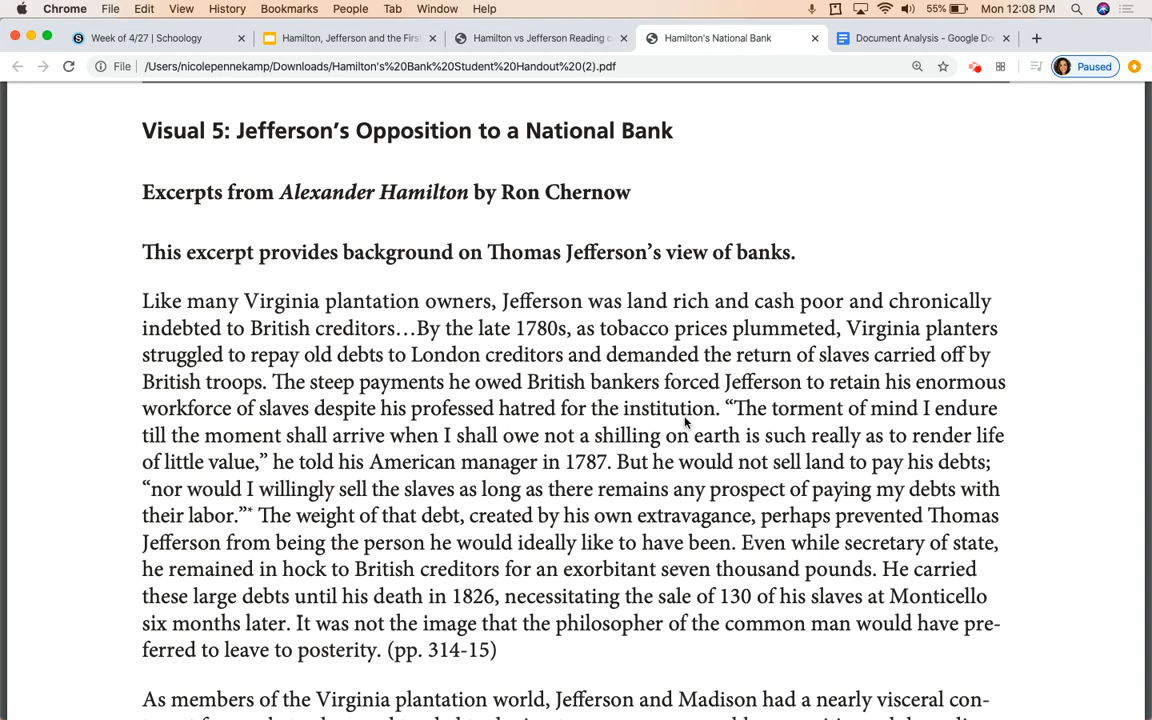 Chrome File Edit View History Bookmarks People Tab Window Help 55% Mon 12:08 PM
Week of 4/27 | Schoology Hamilton, Jefferson and the Firs Hamilton vs Jefferson Reading c Hamilton's National Bank Document Analysis - Google Do
File /Users/nicolepennekamp/Downloads/Hamilton's%20Bank%20Student%20Handout%20(2).pdf Paused
Visual 5: Jefferson's Opposition to a National Bank
Excerpts from Alexander Hamilton by Ron Chernow
This excerpt provides background on Thomas Jefferson's view of banks.
Like many Virginia plantation owners, Jefferson was land rich and cash poor and chronically
indebted to British creditors…By the late 1780s, as tobacco prices plummeted, Virginia planters
struggled to repay old debts to London creditors and demanded the return of slaves carried off by
British troops. The steep payments he owed British bankers forced Jefferson to retain his enormous
workforce of slaves despite his professed hatred for the institution. “The torment of mind I endure
till the moment shall arrive when I shall owe not a shilling on earth is such really as to render life
of little value,” he told his American manager in 1787. But he would not sell land to pay his debts;
“nor would I willingly sell the slaves as long as there remains any prospect of paying my debts with
their labor.”* The weight of that debt, created by his own extravagance, perhaps prevented Thomas
Jefferson from being the person he would ideally like to have been. Even while secretary of state,
he remained in hock to British creditors for an exorbitant seven thousand pounds. He carried
these large debts until his death in 1826, necessitating the sale of 130 of his slaves at Monticello
six months later. It was not the image that the philosopher of the common man would have pre-
ferred to leave to posterity. (pp. 314-15)
As members of the Virginia plantation world, Jefferson and Madison had a nearly visceral con-